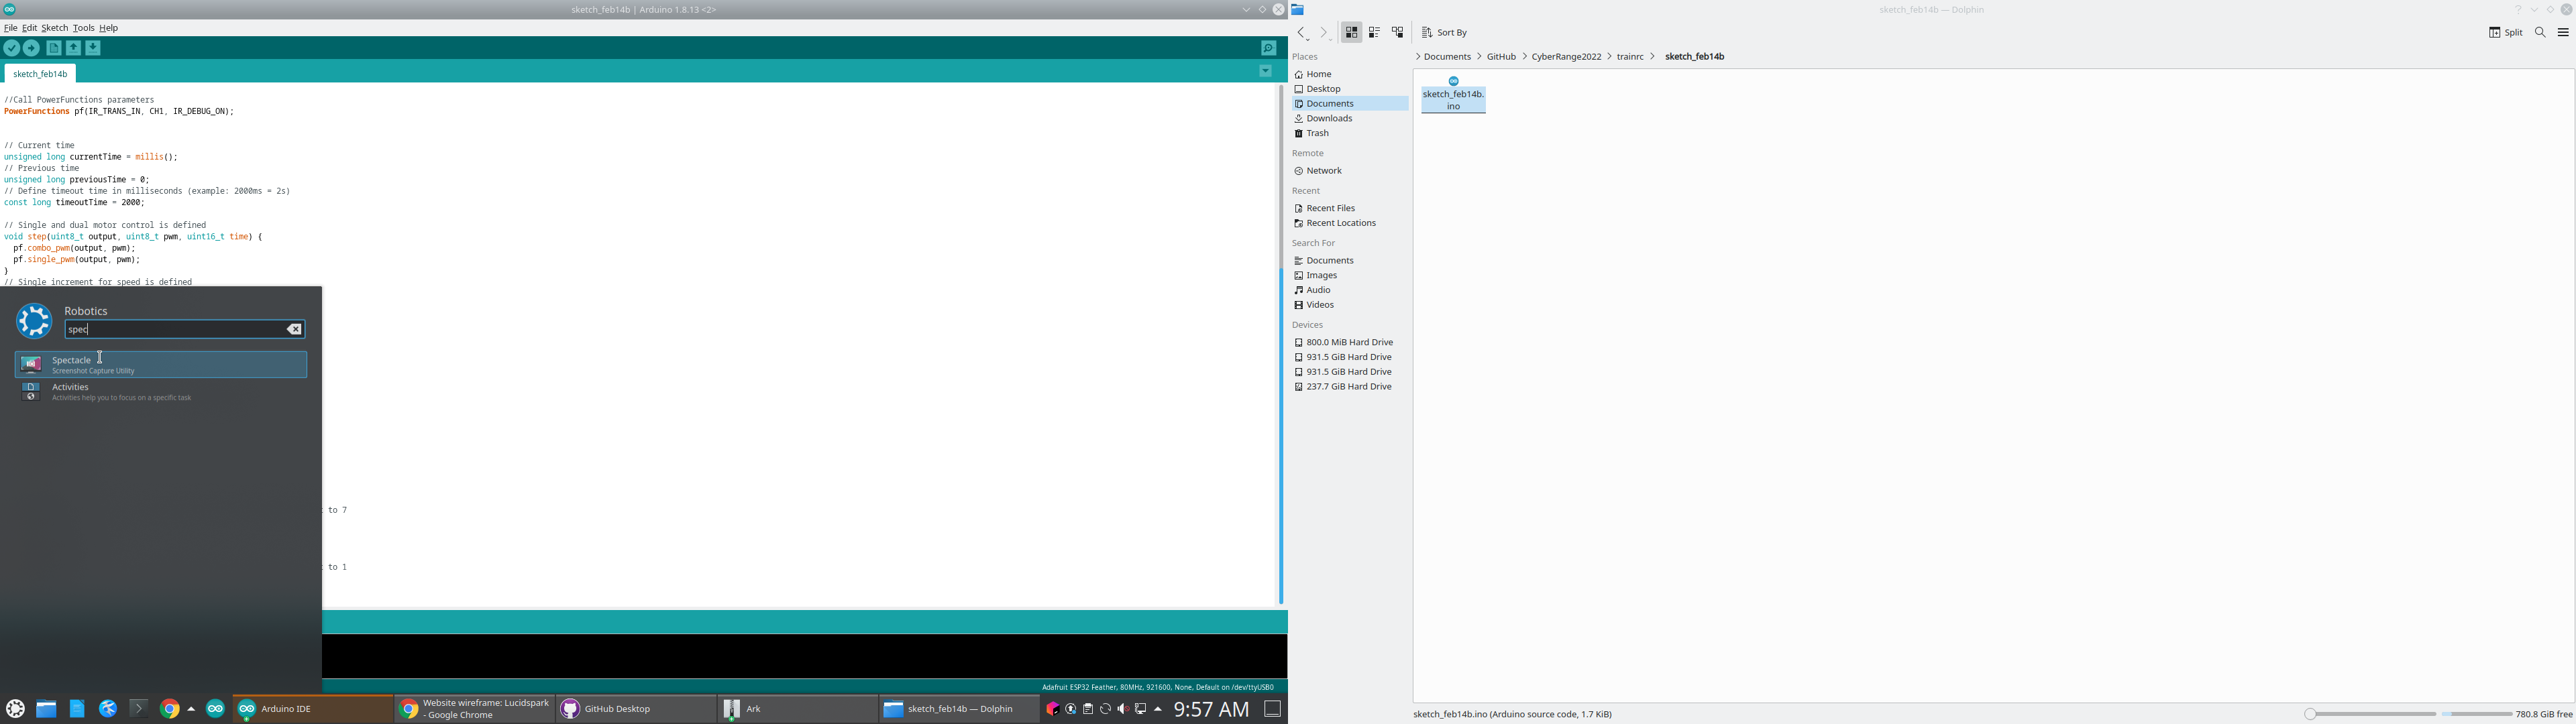 sketch_feb14b | Arduino 1.8.13 <2>
File Edit Sketch Tools Help
sketch_feb14b
//Call PowerFunctions parameters
PowerFunctions pf(IR_TRANS_IN, CH1, IR_DEBUG_ON);
// Current time
unsigned long currentTime = millis();
// Previous time
unsigned long previousTime = 0;
// Define timeout time in milliseconds (example: 2000ms = 2s)
const long timeoutTime = 2000;
// Single and dual motor control is defined
void step(uint8_t output, uint8_t pwm, uint16_t time) {
pf.combo_pwm(output, pwm);
pf.single_pwm(output, pwm);
}
// Single increment for speed is defined
Robotics
spec
Spectacle
Screenshot Capture Utility
Activities
Activities help you to focus on a specific task
to 7
to 1
Adafruit ESP32 Feather, 80MHz, 921600, None, Default on /dev/ttyUSB0
Arduino IDE
Website wireframe: Lucidspark
- Google Chrome
GitHub Desktop
Ark
sketch_feb14b — Dolphin
9:57 AM
sketch_feb14b — Dolphin
Sort By
Split
Documents
GitHub
CyberRange2022
trainrc
sketch_feb14b
Places
Home
Desktop
Documents
Downloads
Trash
Remote
Network
Recent
Recent Files
Recent Locations
Search For
Documents
Images
Audio
Videos
Devices
800.0 MiB Hard Drive
931.5 GiB Hard Drive
931.5 GiB Hard Drive
237.7 GiB Hard Drive
sketch_feb14b.
ino
sketch_feb14b.ino (Arduino source code, 1.7 KiB)
780.8 GiB free